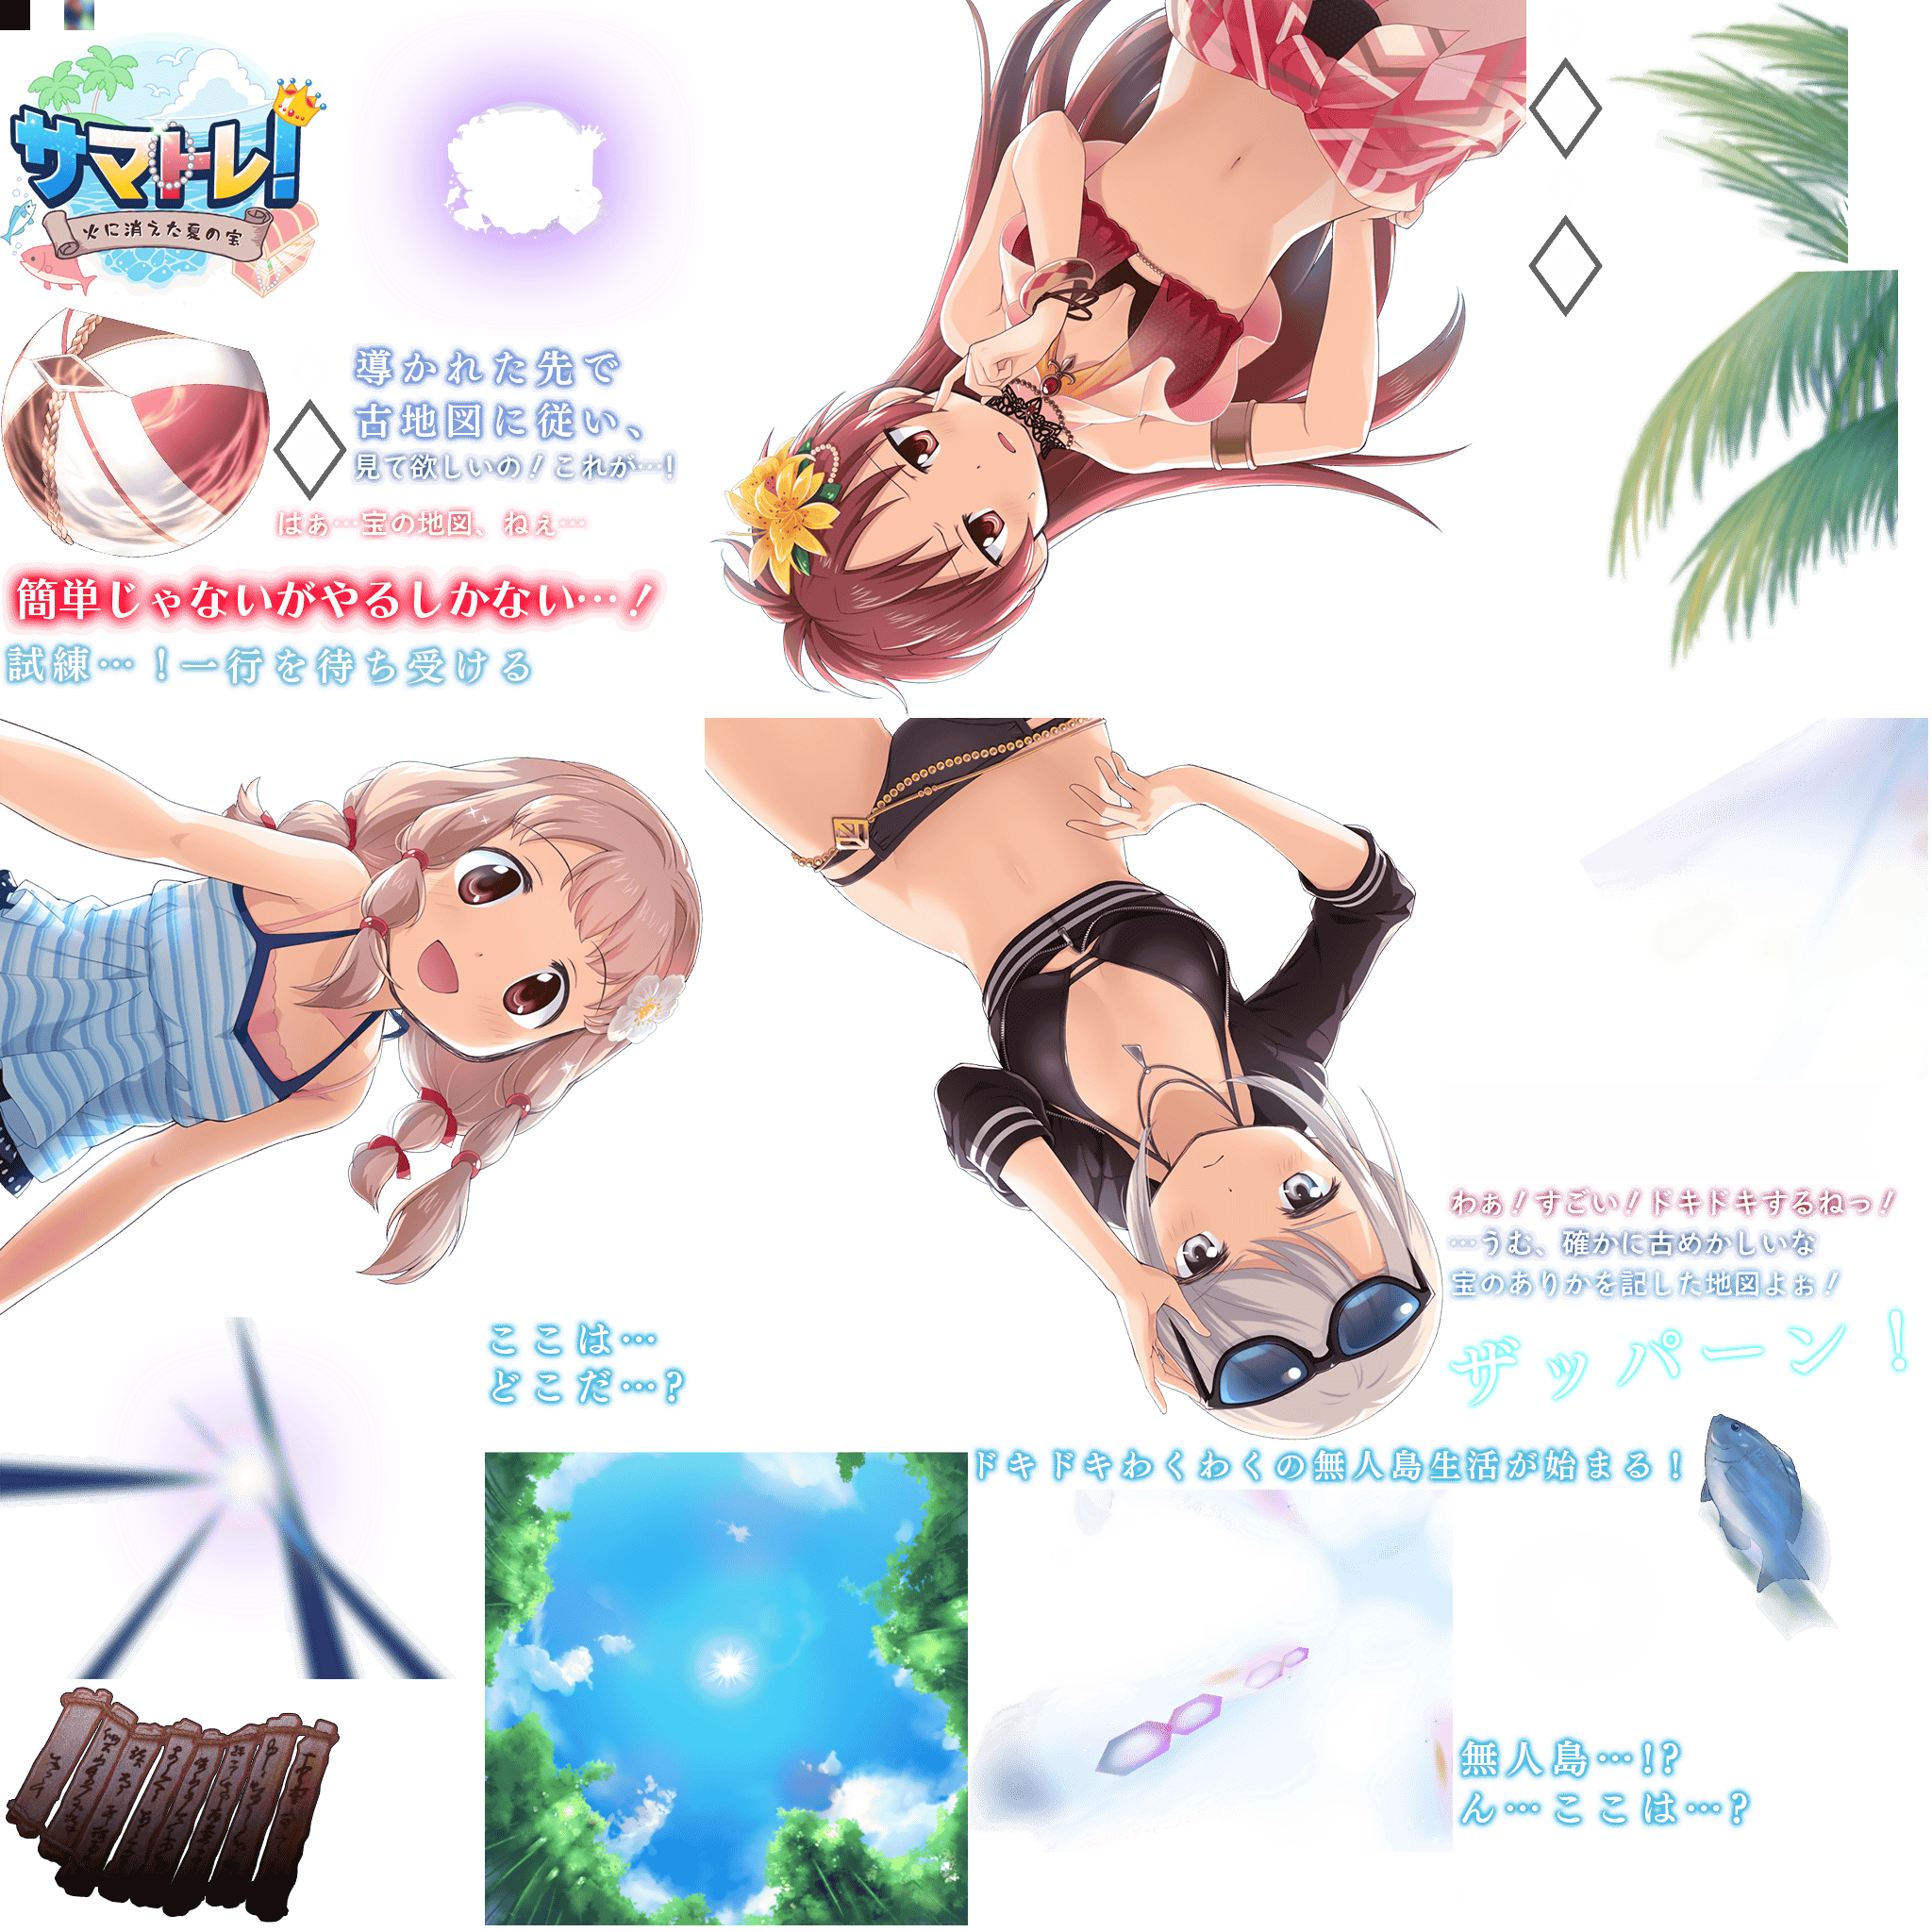 サマトレ!
火に消えた夏の宝
導かれた先で
古地図に従い、
見て欲しいの!これが…!
はぁ…宝の地図、ねぇ…
簡単じゃないがやるしかない…!
試練…!一行を待ち受ける
わぁ!すごい!ドキドキするねっ!
…うむ、確かに古めかしいな
宝のありかを記した地図よぉ!
ザッパーン!
ここは…
どこだ…?
ドキドキわくわくの無人島生活が始まる!
無人島…!?
ん…ここは…?